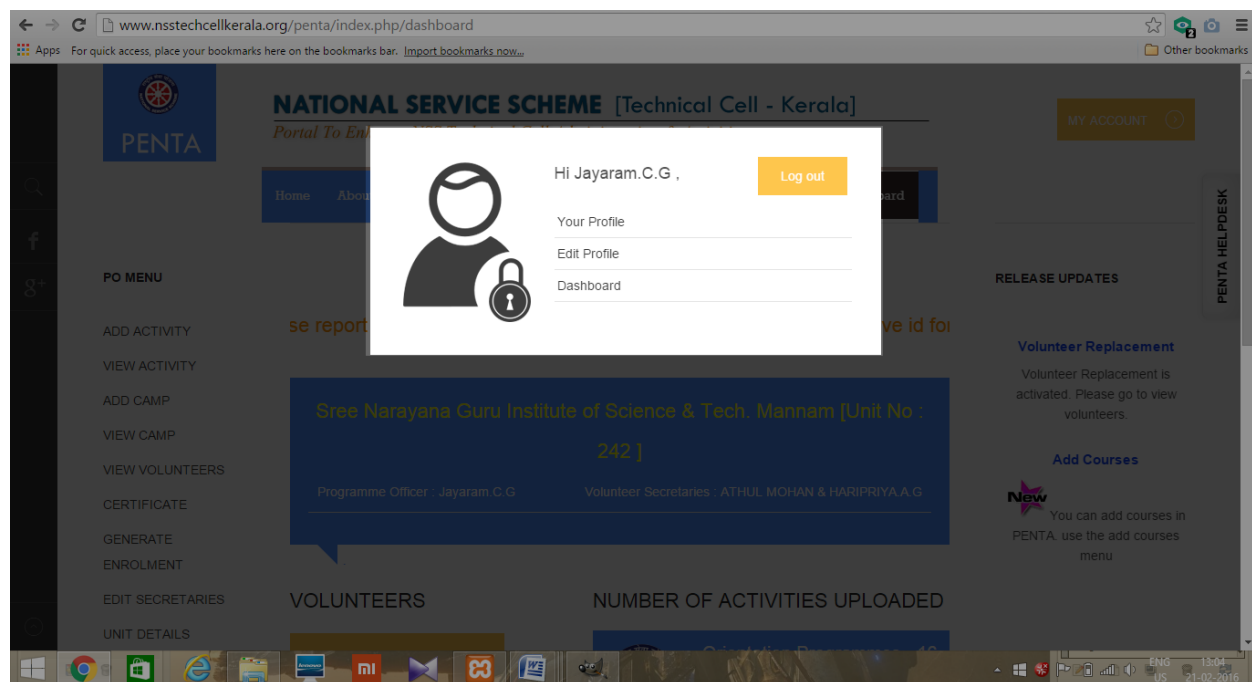 www.nsstechcellkerala.org/penta/index.php/dashboard
2
Apps For quick access, place your bookmarks here on the bookmarks bar. Import bookmarks now...
Other bookmarks
PENTA
NATIONAL SERVICE SCHEME [Technical Cell - Kerala]
Portal To En
MY ACCOUNT
Home Abou ard
Hi Jayaram.C.G ,
Log out
Your Profile
Edit Profile
Dashboard
PENTA HELPDESK
f
g+
PO MENU
ADD ACTIVITY
VIEW ACTIVITY
ADD CAMP
VIEW CAMP
VIEW VOLUNTEERS
CERTIFICATE
GENERATE
ENROLMENT
EDIT SECRETARIES
UNIT DETAILS
se report ve id for
Sree Narayana Guru Institute of Science & Tech. Mannam [Unit No :
242 ]
Programme Officer : Jayaram.C.G Volunteer Secretaries : ATHUL MOHAN & HARIPRIYA.A.G
VOLUNTEERS
NUMBER OF ACTIVITIES UPLOADED
RELEASE UPDATES
Volunteer Replacement
Volunteer Replacement is
activated. Please go to view
volunteers.
Add Courses
New
You can add courses in
PENTA, use the add courses
menu
mi
ENG
US
13:04
21-02-2016